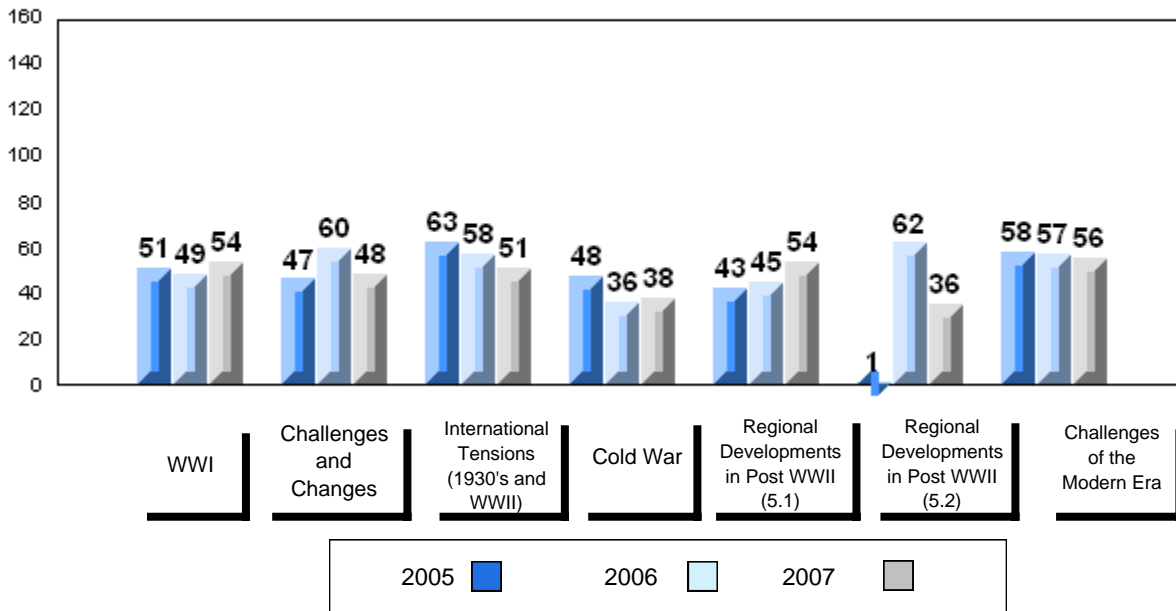 160
140
120
100
80
60
40
20
0
51 49 54
47 60 48
63 58 51
48 36 38
43 45 54
1 62 36
58 57 56
WWI
Challenges
and
Changes
International
Tensions
(1930's and
WWII)
Cold War
Regional
Developments
in Post WWII
(5.1)
Regional
Developments
in Post WWII
(5.2)
Challenges
of the
Modern Era
2005 2006 2007